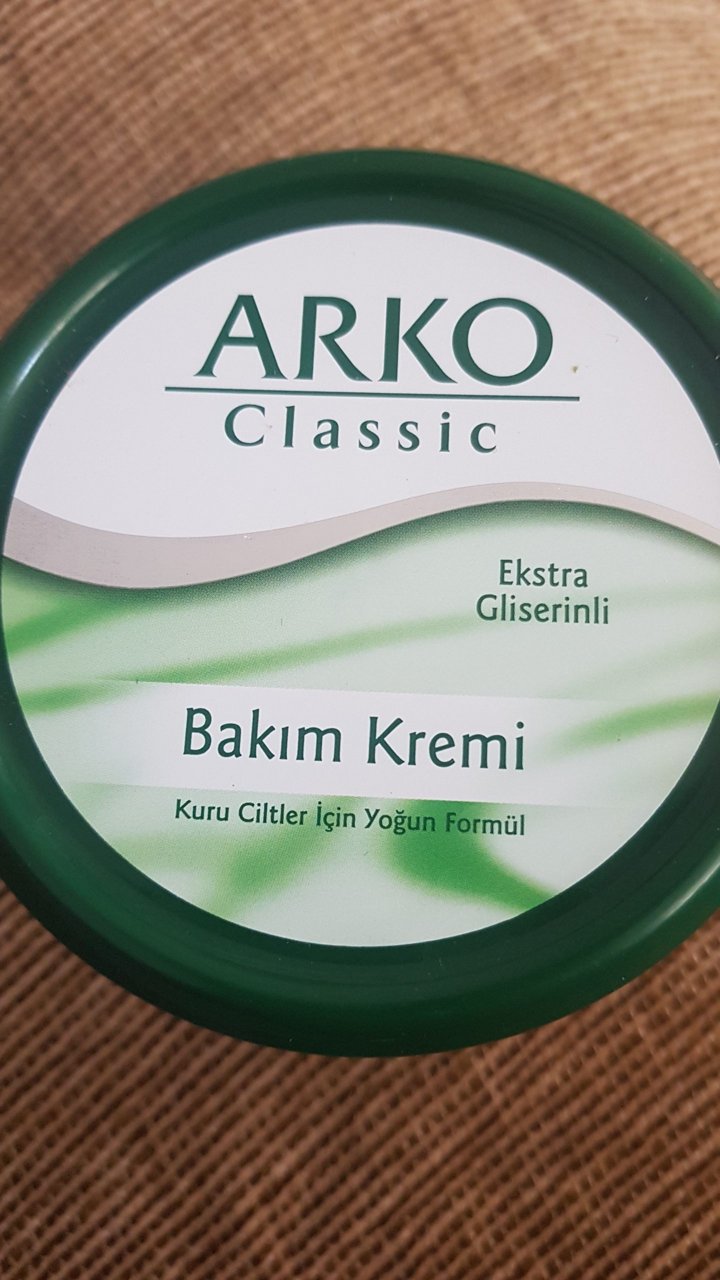 ARKO
Classic
Ekstra
Gliserinli
Bakım Kremi
Kuru Ciltler İçin Yoğun Formül